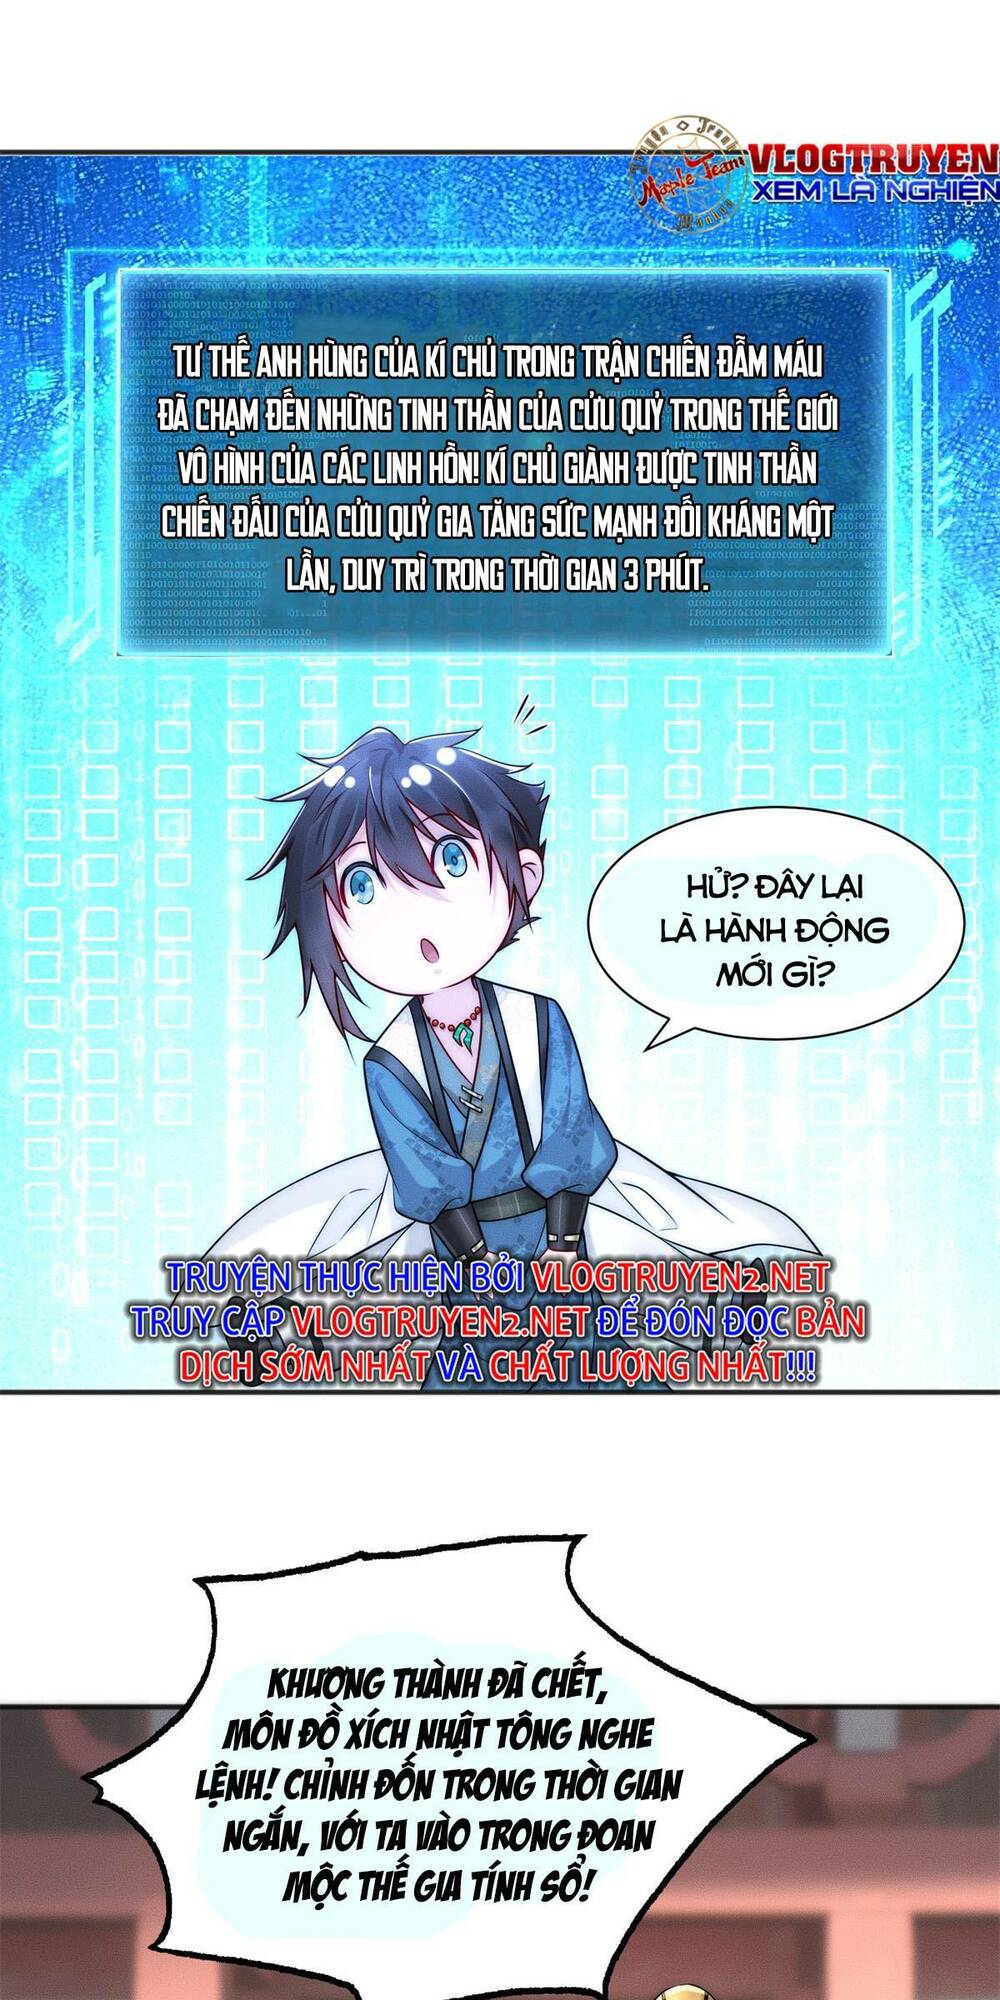 Truyện Tranh
Maple Team
Manhua
VLOGTRUYEN
XEM LÀ NGHIỆN
TƯ THẾ ANH HÙNG CỦA KÍ CHỦ TRONG TRẬN CHIẾN ĐẪM MÁU
ĐÃ CHẠM ĐẾN NHỮNG TINH THẦN CỦA CỬU QUỶ TRONG THẾ GIỚI
VÔ HÌNH CỦA CÁC LINH HỒN! KÍ CHỦ GIÀNH ĐƯỢC TINH THẦN
CHIẾN ĐẤU CỦA CỬU QUỶ GIA TĂNG SỨC MẠNH ĐỐI KHÁNG MỘT
LẦN, DUY TRÌ TRONG THỜI GIAN 3 PHÚT.
HỬ? ĐÂY LẠI
LÀ HÀNH ĐỘNG
MỚI GÌ?
TRUYỆN THỰC HIỆN BỞI VLOGTRUYEN2.NET
TRUY CẬP VLOGTRUYEN2.NET ĐỂ ĐÓN ĐỌC BẢN
DỊCH SỚM NHẤT VÀ CHẤT LƯỢNG NHẤT!!!
KHƯƠNG THÀNH ĐÃ CHẾT,
MÔN ĐỒ XÍCH NHẬT TÔNG NGHE
LỆNH! CHỈNH ĐỐN TRONG THỜI GIAN
NGẮN, VỚI TA VÀO TRONG ĐOAN
MỘC THẾ GIA TÍNH SỔ!